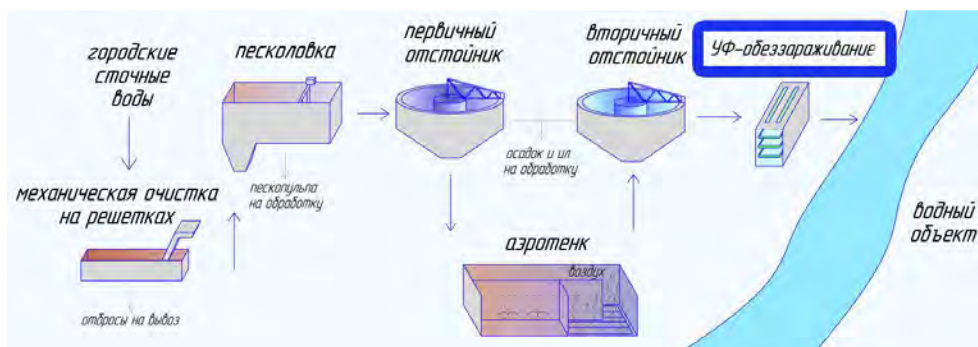 городские
сточные
воды
механическая очистка
на решетках
отбросы на вывоз
песколовка
пескопульпа
на обработку
первичный
отстойник
осадок и ил
на обработку
аэротенк
воздух
вторичный
отстойник
УФ-обеззараживание
водный
объект